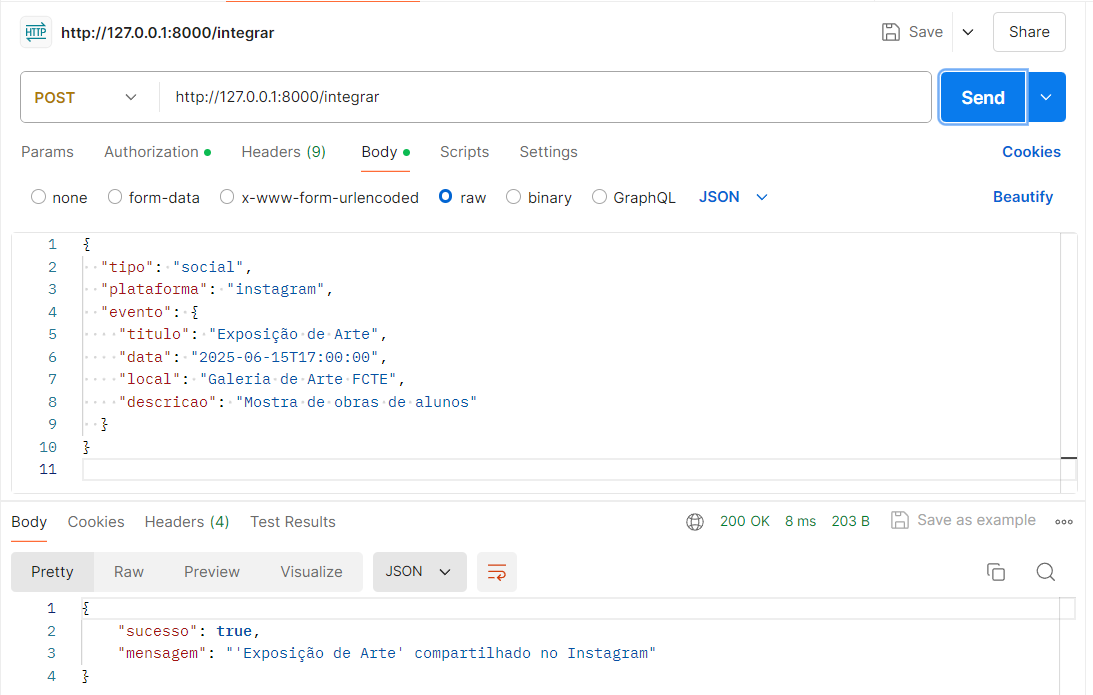 HTTP http://127.0.0.1:8000/integrar Save Share
POST http://127.0.0.1:8000/integrar Send
Params Authorization Headers (9) Body Scripts Settings Cookies
none form-data x-www-form-urlencoded raw binary GraphQL JSON Beautify
1 {
2 "tipo": "social",
3 "plataforma": "instagram",
4 "evento": {
5 "titulo": "Exposição de Arte",
6 "data": "2025-06-15T17:00:00",
7 "local": "Galeria de Arte FCTE",
8 "descricao": "Mostra de obras de alunos"
9 }
10 }
11
Body Cookies Headers (4) Test Results 200 OK 8 ms 203 B Save as example
Pretty Raw Preview Visualize JSON
1 {
2 "sucesso": true,
3 "mensagem": "'Exposição de Arte' compartilhado no Instagram"
4 }